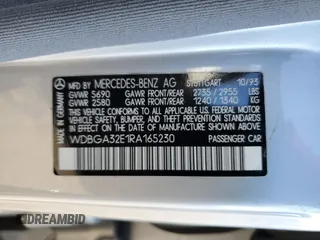 MERCEDES-BENZ AG STUTTGART 10/93
GVWR 5690 GAWR FRONT/REAR 2735 / 2955 LBS
GVWR 2580 GAWR FRONT/REAR 1240 / 1340 KG
THIS VEHICLE CONFORMS TO ALL APPLICABLE FEDERAL
MOTOR VEHICLE SAFETY BUMPER AND THEFT PREVENTION
STANDARDS IN EFFECT ON THE DATE OF MANUFACTURE
SHOWN ABOVE
WDBGA32E1RA165230 PASSENGER CAR
MADE IN GERMANY
DREAMBID